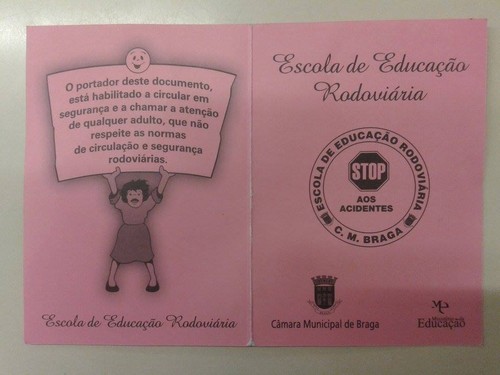 O portador deste documento,
está habilitado a circular em
segurança e a chamar a atenção
de qualquer adulto, que não
respeite as normas
de circulação e segurança
rodoviárias.
Escola de Educação Rodoviária
Escola de Educação
Rodoviária
ESCOLA DE EDUCAÇÃO RODOVIÁRIA
STOP
AOS
ACIDENTES
C. M. BRAGA
Câmara Municipal de Braga
Educação